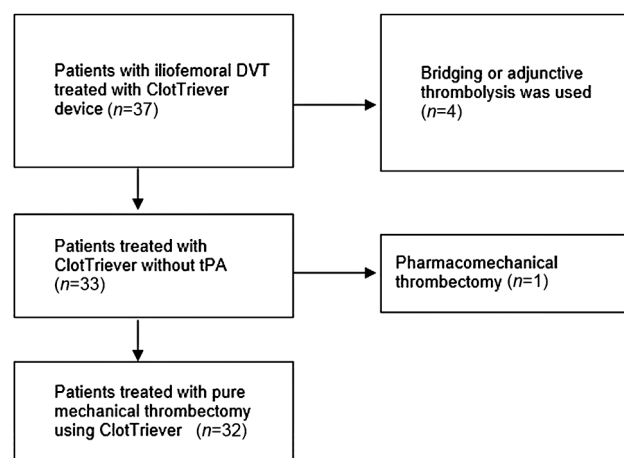 Patients with iliofemoral DVT
treated with ClotTriever
device (n=37)
Bridging or adjunctive
thrombolysis was used
(n=4)
Patients treated with
ClotTriever without tPA
(n=33)
Pharmacomechanical
thrombectomy (n=1)
Patients treated with pure
mechanical thrombectomy
using ClotTriever (n=32)